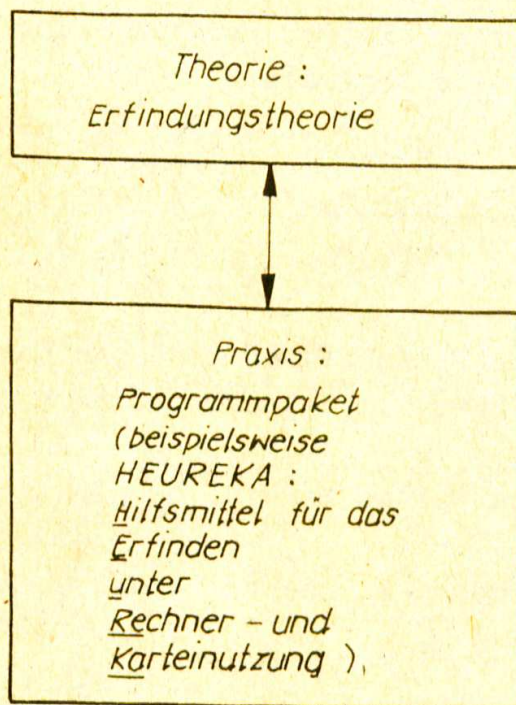 Theorie :
Erfindungstheorie
Praxis :
Programmpaket
(beispielsweise
HEUREKA :
Hilfsmittel für das
Erfinden
unter
Rechner - und
Karteinutzung ).